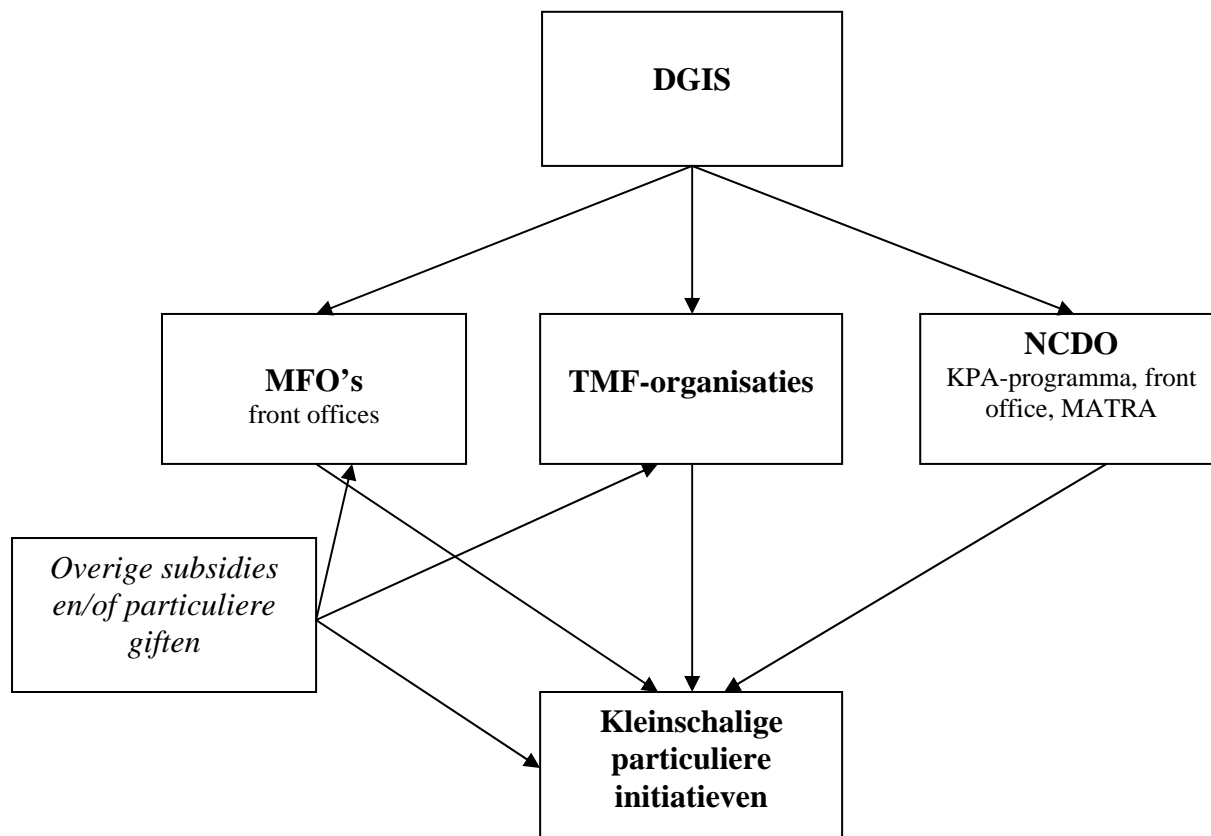 DGIS
MFO’s
front offices
TMF-organisaties
NCDO
KPA-programma, front
office, MATRA
Overige subsidies
en/of particuliere
giften
Kleinschalige
particuliere
initiatieven